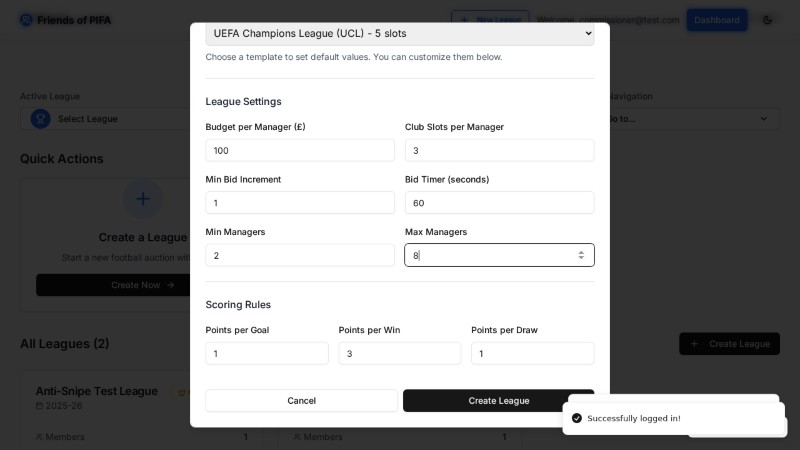 Friends of PIFA
New League
Welcome, commissioner@test.com
Dashboard
UEFA Champions League (UCL) - 5 slots
Choose a template to set default values. You can customize them below.
Active League
Navigation
Select League
Go to...
League Settings
Budget per Manager (£)
Club Slots per Manager
100
3
Quick Actions
Min Bid Increment
Bid Timer (seconds)
1
60
Min Managers
Max Managers
2
8
Create a League
Start a new football auction with
Create Now →
Scoring Rules
Points per Goal
Points per Win
Points per Draw
1
3
1
All Leagues (2)
+ Create League
Cancel
Create League
Anti-Snipe Test League
2025-26
Successfully logged in!
Members
1
Members
1